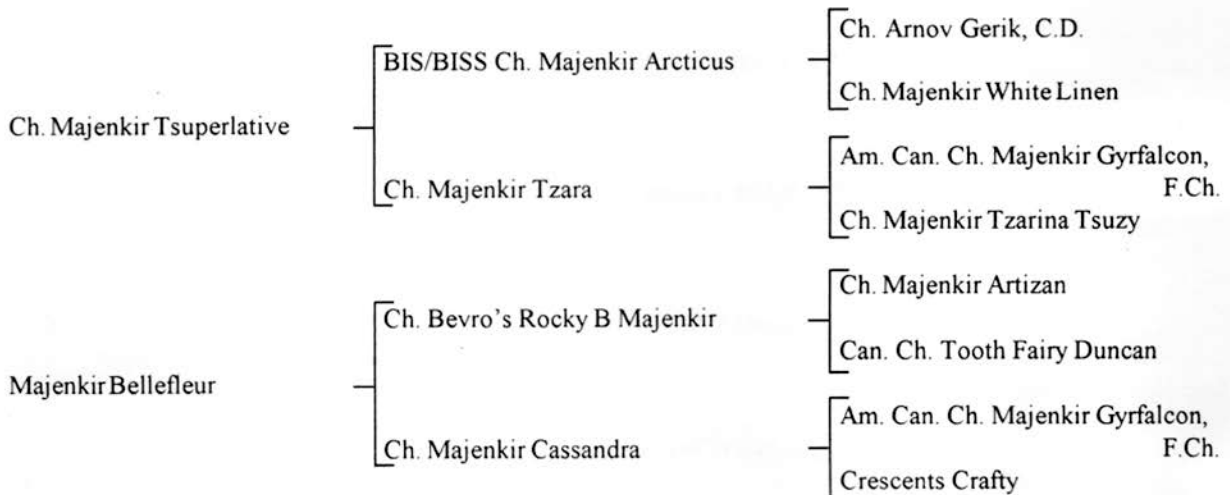 Ch. Arnov Gerik, C.D.
BIS/BISS Ch. Majenkir Arcticus
Ch. Majenkir White Linen
Ch. Majenkir Tsuperlative
Am. Can. Ch. Majenkir Gyrfalcon,
F.Ch.
Ch. Majenkir Tzara
Ch. Majenkir Tzarina Tsuzy
Ch. Majenkir Artizan
Ch. Bevro's Rocky B Majenkir
Can. Ch. Tooth Fairy Duncan
Majenkir Bellefleur
Am. Can. Ch. Majenkir Gyrfalcon,
F.Ch.
Ch. Majenkir Cassandra
Crescents Crafty